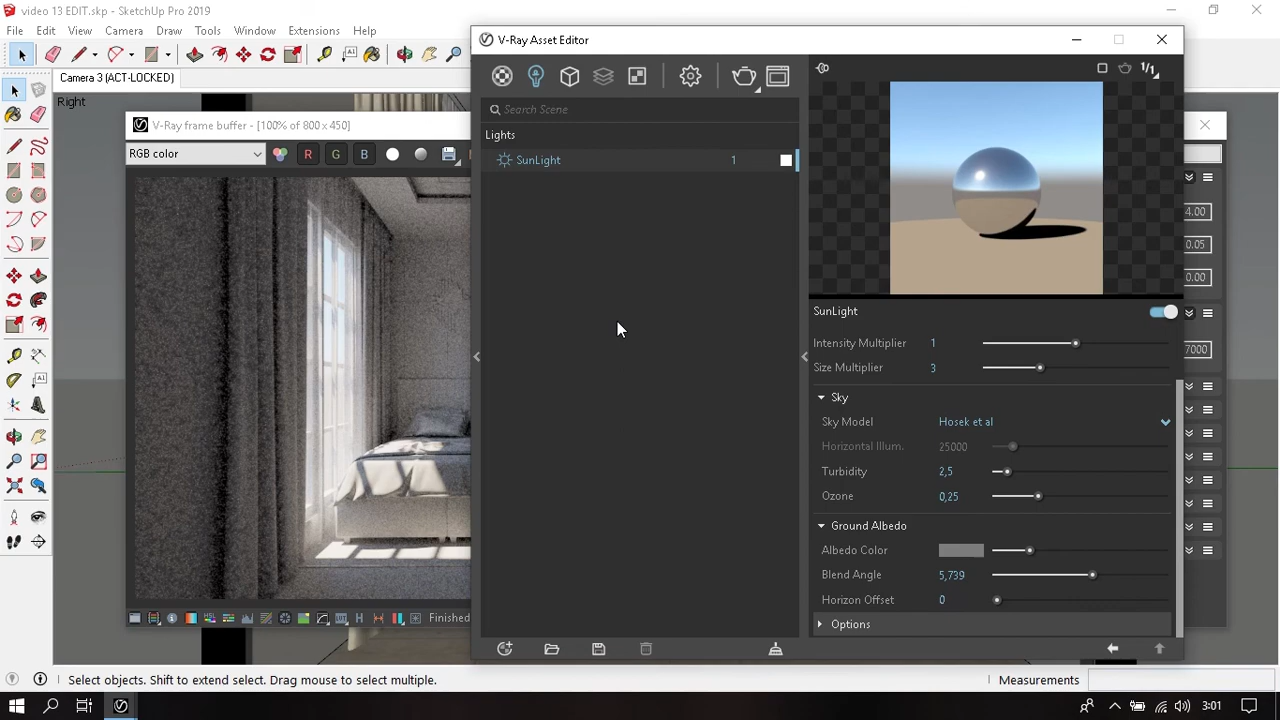 video 13 EDIT.skp - SketchUp Pro 2019
File Edit View Camera Draw Tools Window Extensions Help
Camera 3 (ACT-LOCKED)
Right
V-Ray frame buffer - [100% of 800 x 450]
RGB color
R G B
Finished
V-Ray Asset Editor
Search Scene
Lights
SunLight 1
1/1
SunLight
Intensity Multiplier 1
Size Multiplier 3
Sky
Sky Model Hosek et al
Horizontal Illum. 25000
Turbidity 2,5
Ozone 0,25
Ground Albedo
Albedo Color
Blend Angle 5,739
Horizon Offset 0
Options
4.00
0.05
0.00
7000
Select objects. Shift to extend select. Drag mouse to select multiple.
Measurements
3:01